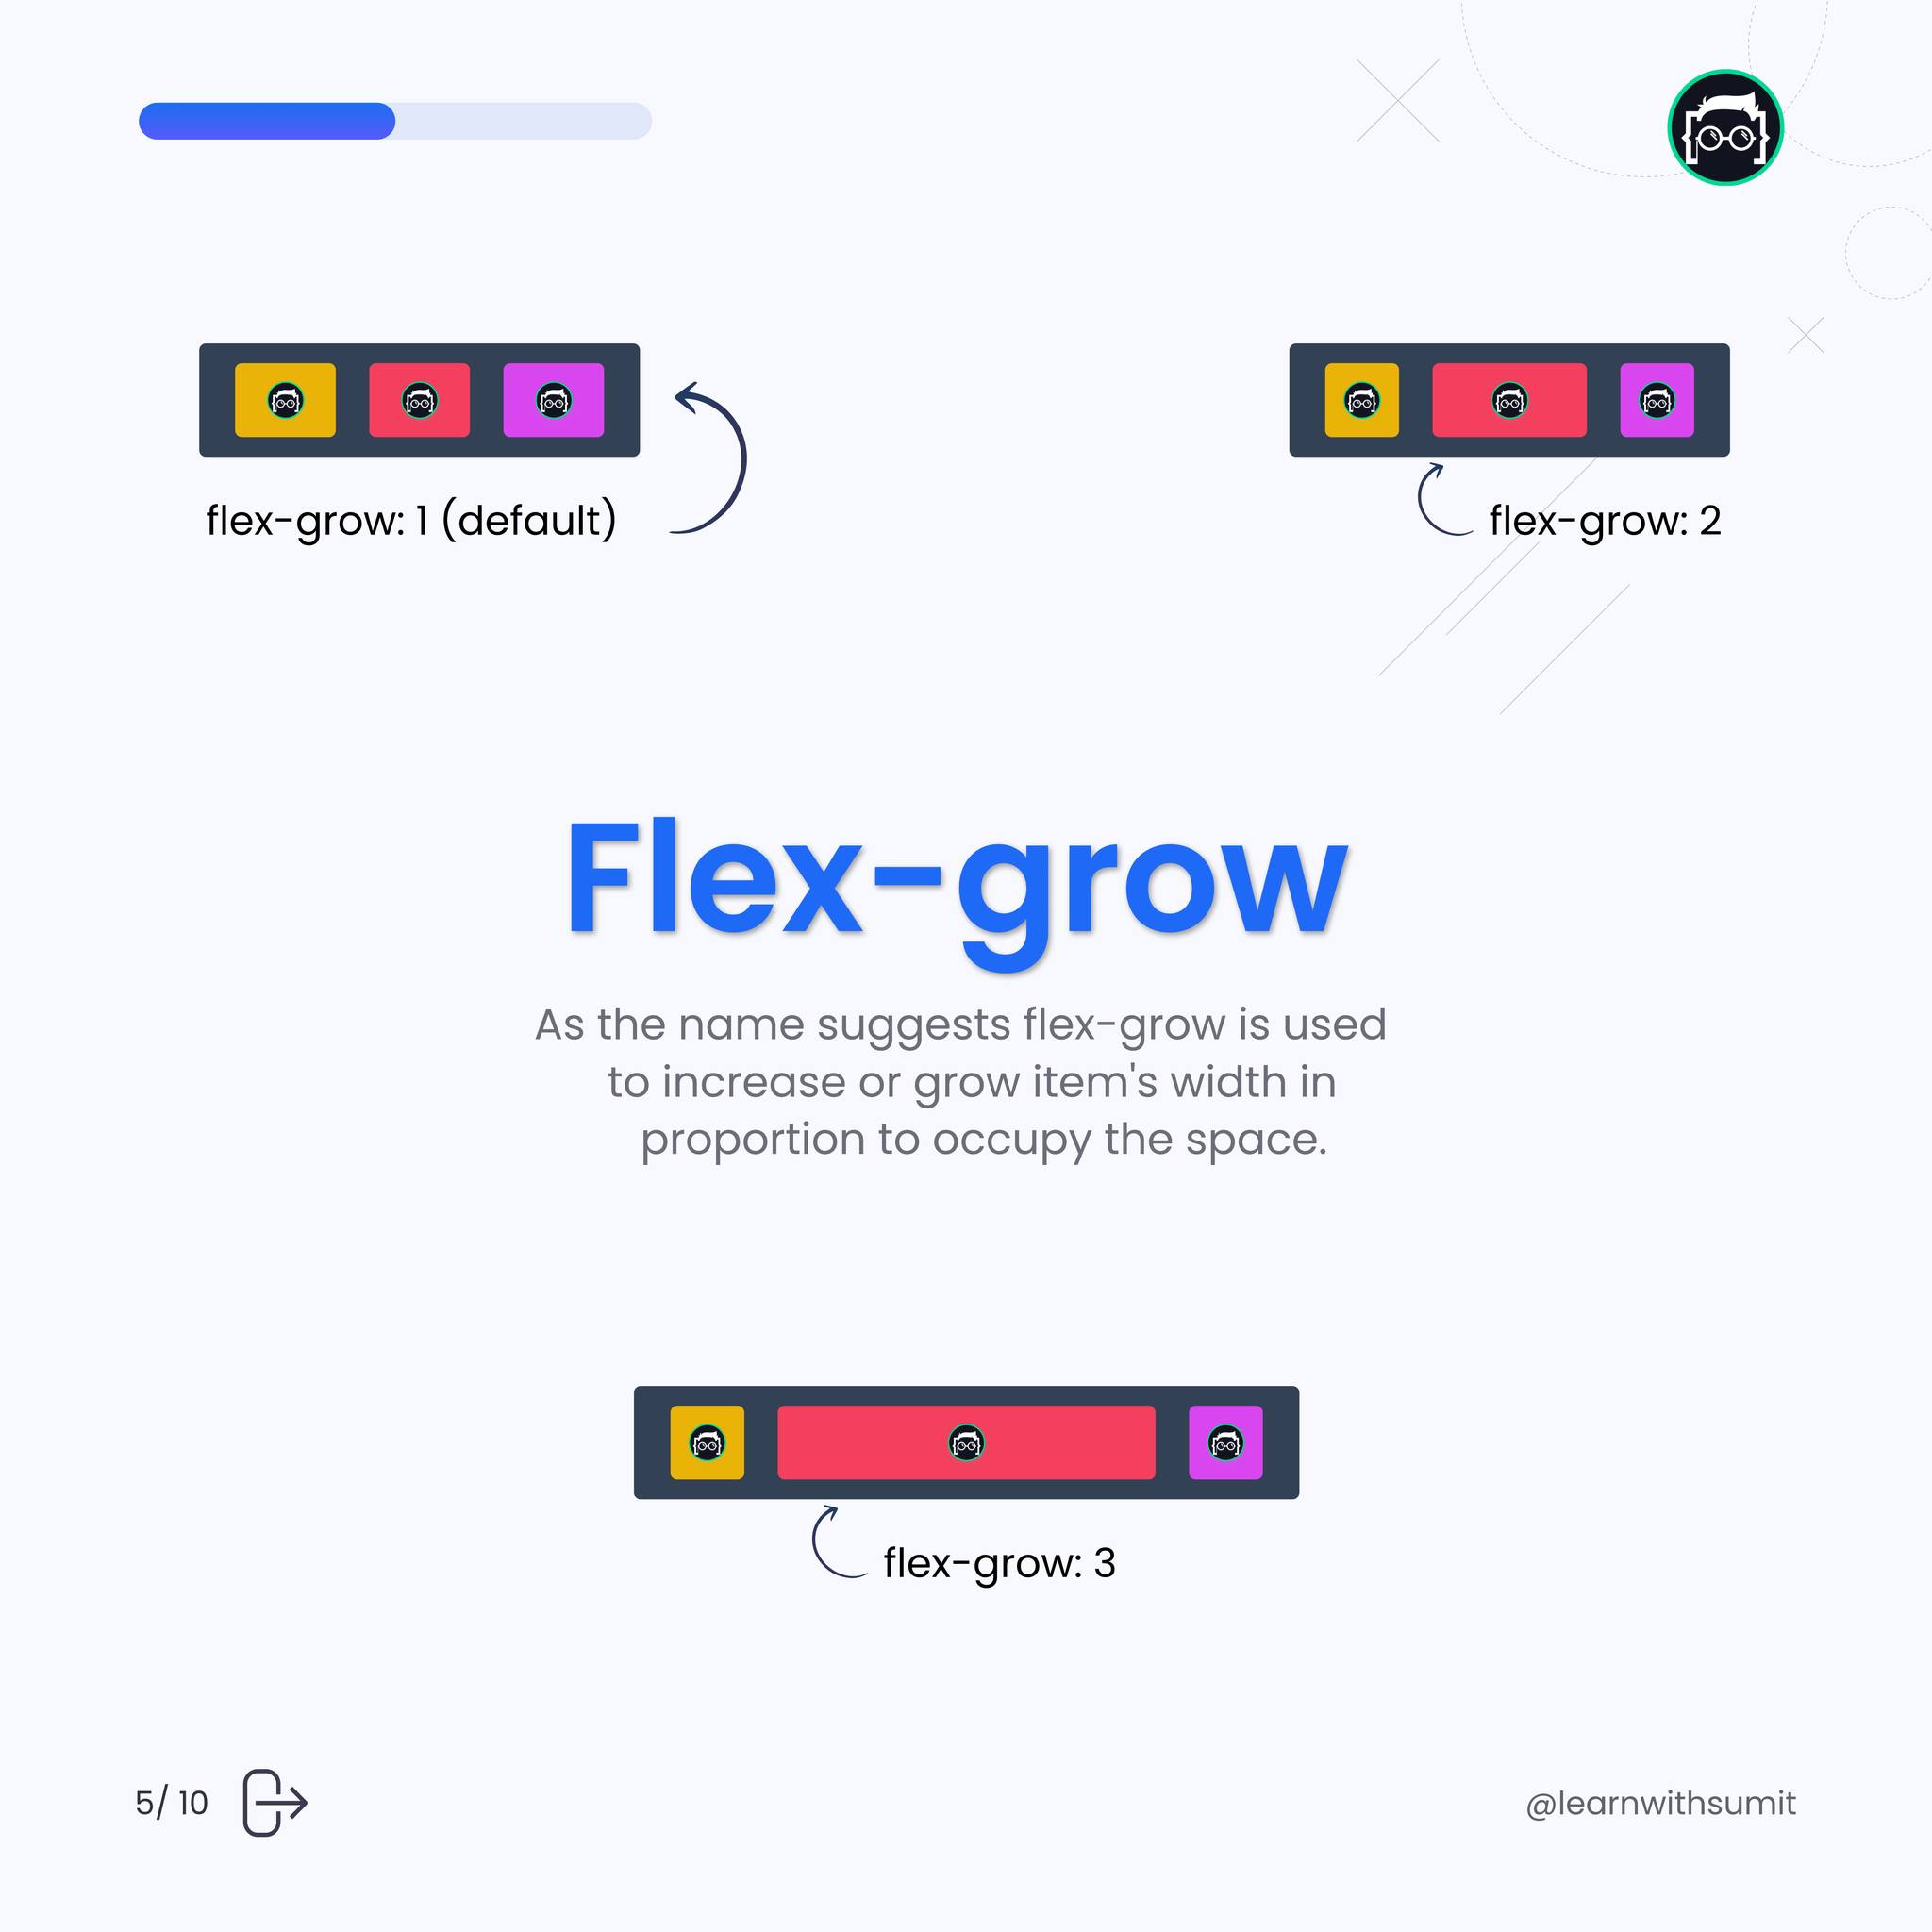 flex-grow: 1 (default)
flex-grow: 2
Flex-grow
As the name suggests flex-grow is used
to increase or grow item's width in
proportion to occupy the space.
flex-grow: 3
5/ 10
@learnwithsumit